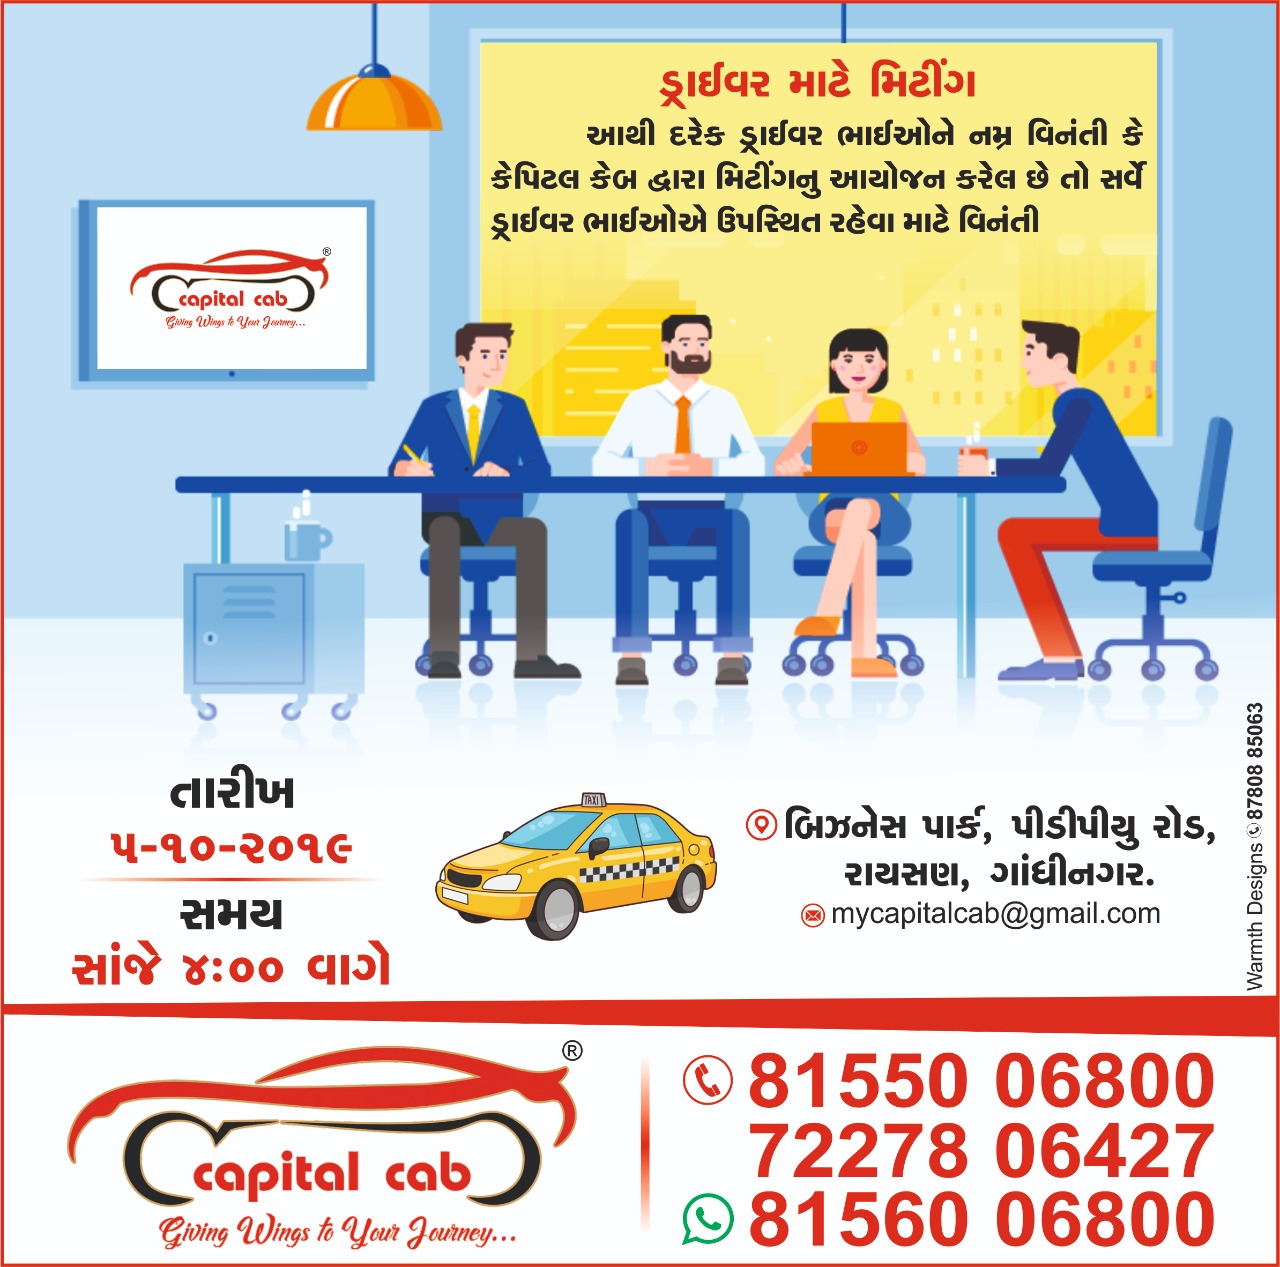 ડ્રાઈવર માટે મિટીંગ
આથી દરેક ડ્રાઈવર ભાઈઓને નમ્ર વિનંતી કે
કેપિટલ કેબ દ્વારા મિટીંગનુ આયોજન કરેલ છે તો સર્વે
ડ્રાઈવર ભાઈઓએ ઉપસ્થિત રહેવા માટે વિનંતી
®
capital cab
Giving Wings to Your Journey...
તારીખ
૫-૧૦-૨૦૧૯
સમય
સાંજે ૪:૦૦ વાગે
TAXI
બિઝનેસ પાર્ક, પીડીપીયુ રોડ,
રાયસણ, ગાંધીનગર.
mycapitalcab@gmail.com
Warmth Designs 87808 85063
®
capital cab
Giving Wings to Your Journey...
81550 06800
72278 06427
81560 06800